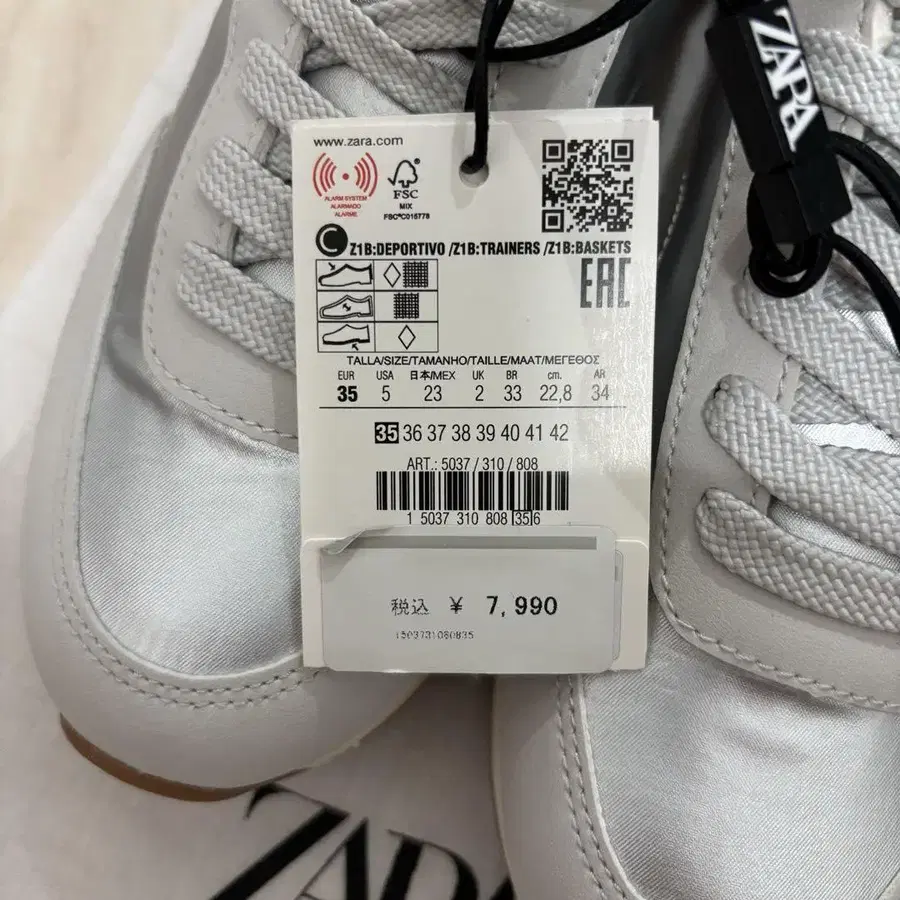 ZARA
www.zara.com
ALARM SYSTEM
ALARMADO
ALARME
FSC
MIX
FSC®C015778
C Z1B:DEPORTIVO /Z1B:TRAINERS /Z1B:BASKETS
EAC
TALLA/SIZE/TAMANHO/TAILLE/MAAT/ΜΕΓΕΘΟΣ
EUR USA 日本/MEX UK BR cm. AR
35 5 23 2 33 22,8 34
35 36 37 38 39 40 41 42
ART.: 5037 / 310 / 808
1 5037 310 808 35 6
税込 ¥ 7,990
1503731080835
ZARA